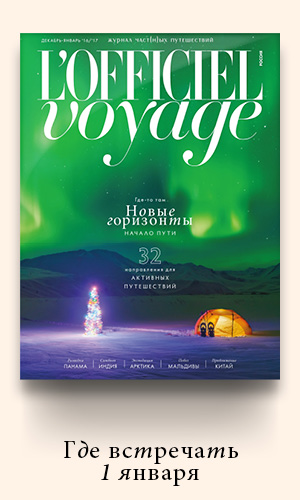 ДЕКАБРЬ-ЯНВАРЬ '16/'17 ЖУРНАЛ ЧАСТ(Н)ЫХ ПУТЕШЕСТВИЙ
L'OFFICIEL
РОССИЯ
voyage
Где-то там
Новые
горизонты
НАЧАЛО ПУТИ
32
направления для
АКТИВНЫХ
ПУТЕШЕСТВИЙ
ПАНАМА ИНДИЯ АРКТИКА МАЛЬДИВЫ КИТАЙ
Где встречать
1 января